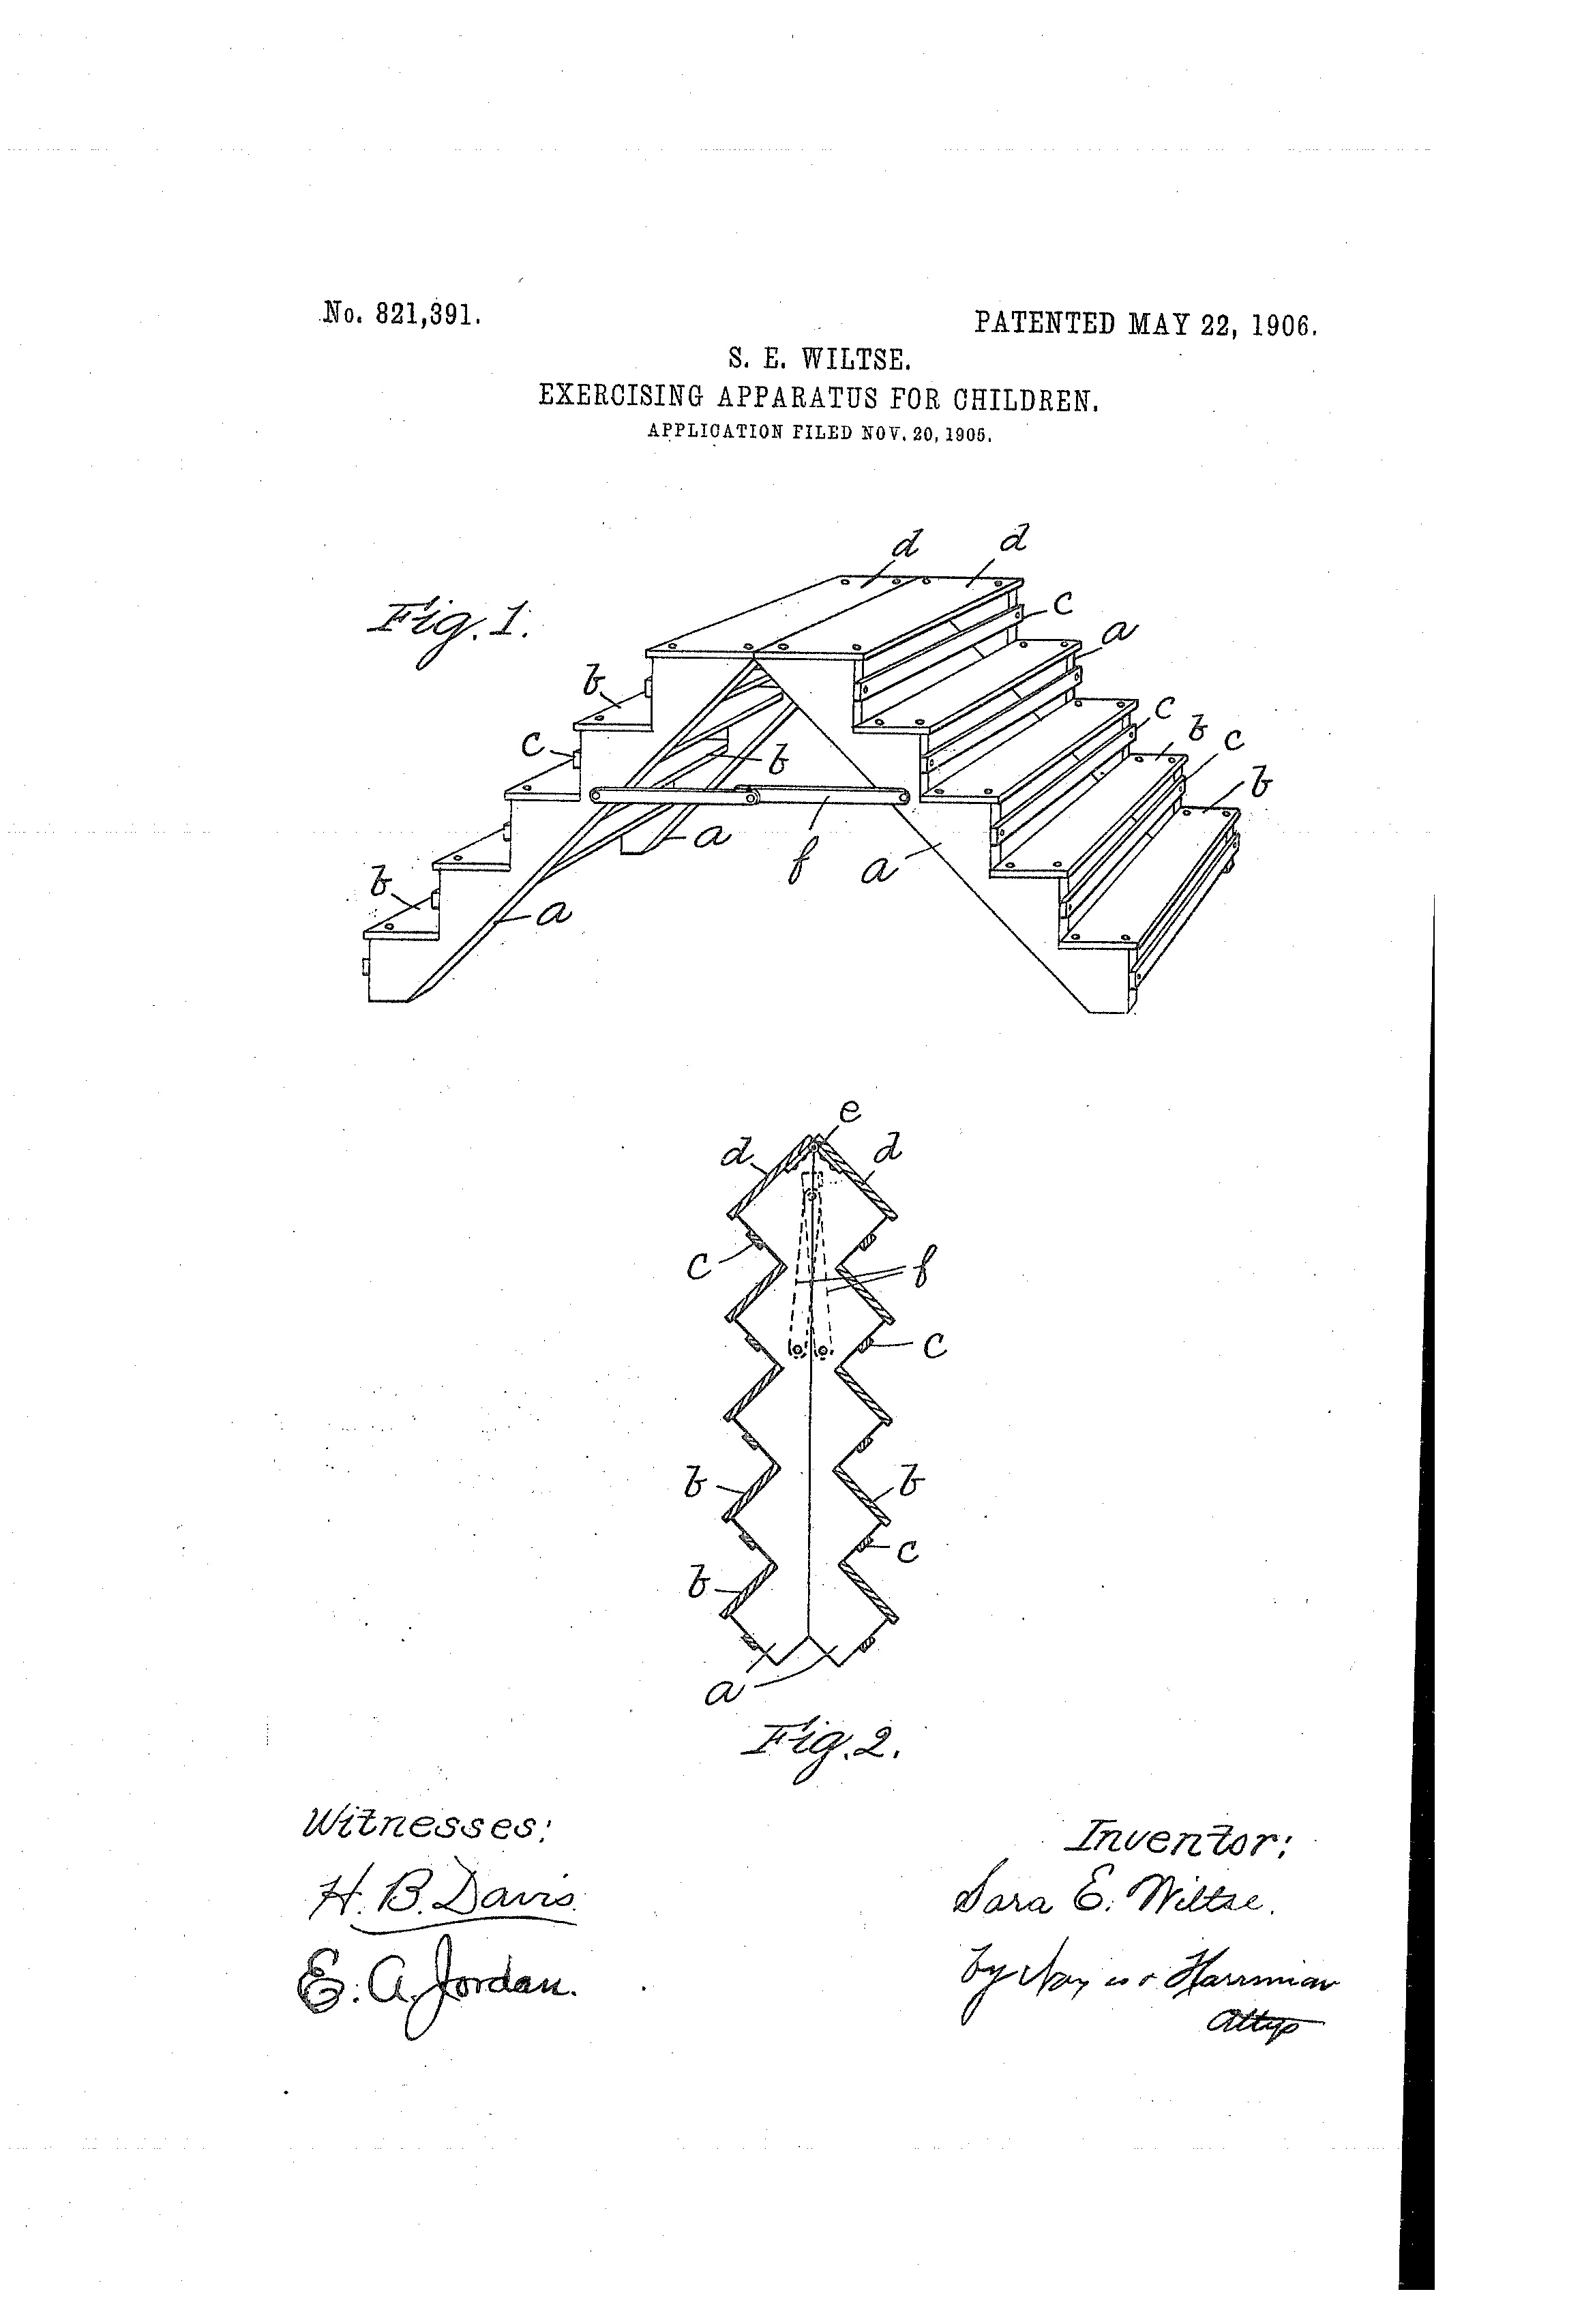 No. 821,391.
PATENTED MAY 22, 1906.
S. E. WILTSE.
EXERCISING APPARATUS FOR CHILDREN.
APPLICATION FILED NOV. 20, 1905.
d d
Fig. 1.
c
a
b
c
b
c
c
b
b
a
f
a
b
a
e
d
d
c
f
c
b
b
c
b
a
Fig. 2.
Witnesses:
H. B. Davis.
E. A. Jordan.
Inventor:
Sara E. Wiltse.
by Harriman
Attys